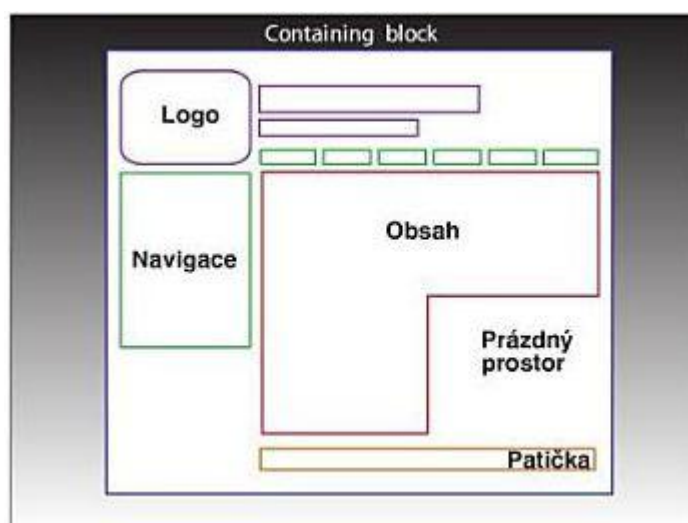 Containing block
Logo
Navigace
Obsah
Prázdný
prostor
Patička